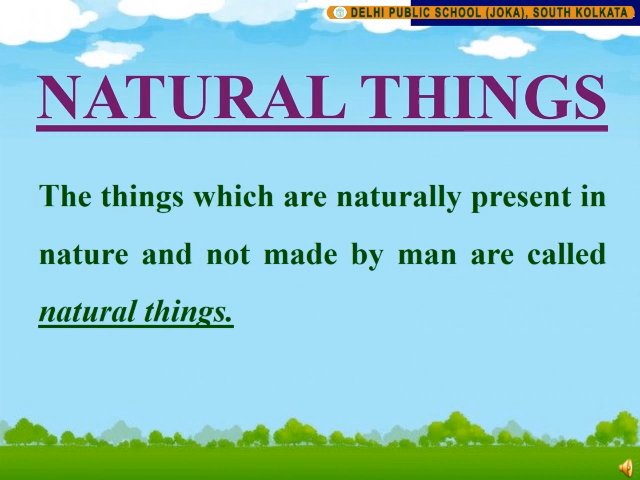 DELHI PUBLIC SCHOOL (JOKA), SOUTH KOLKATA
NATURAL THINGS
The things which are naturally present in
nature and not made by man are called
natural things.